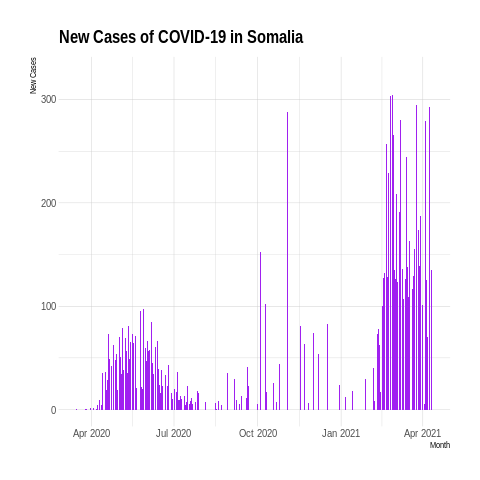 New Cases of COVID-19 in Somalia
New Cases
300
200
100
0
Apr 2020 Jul 2020 Oct 2020 Jan 2021 Apr 2021
Month